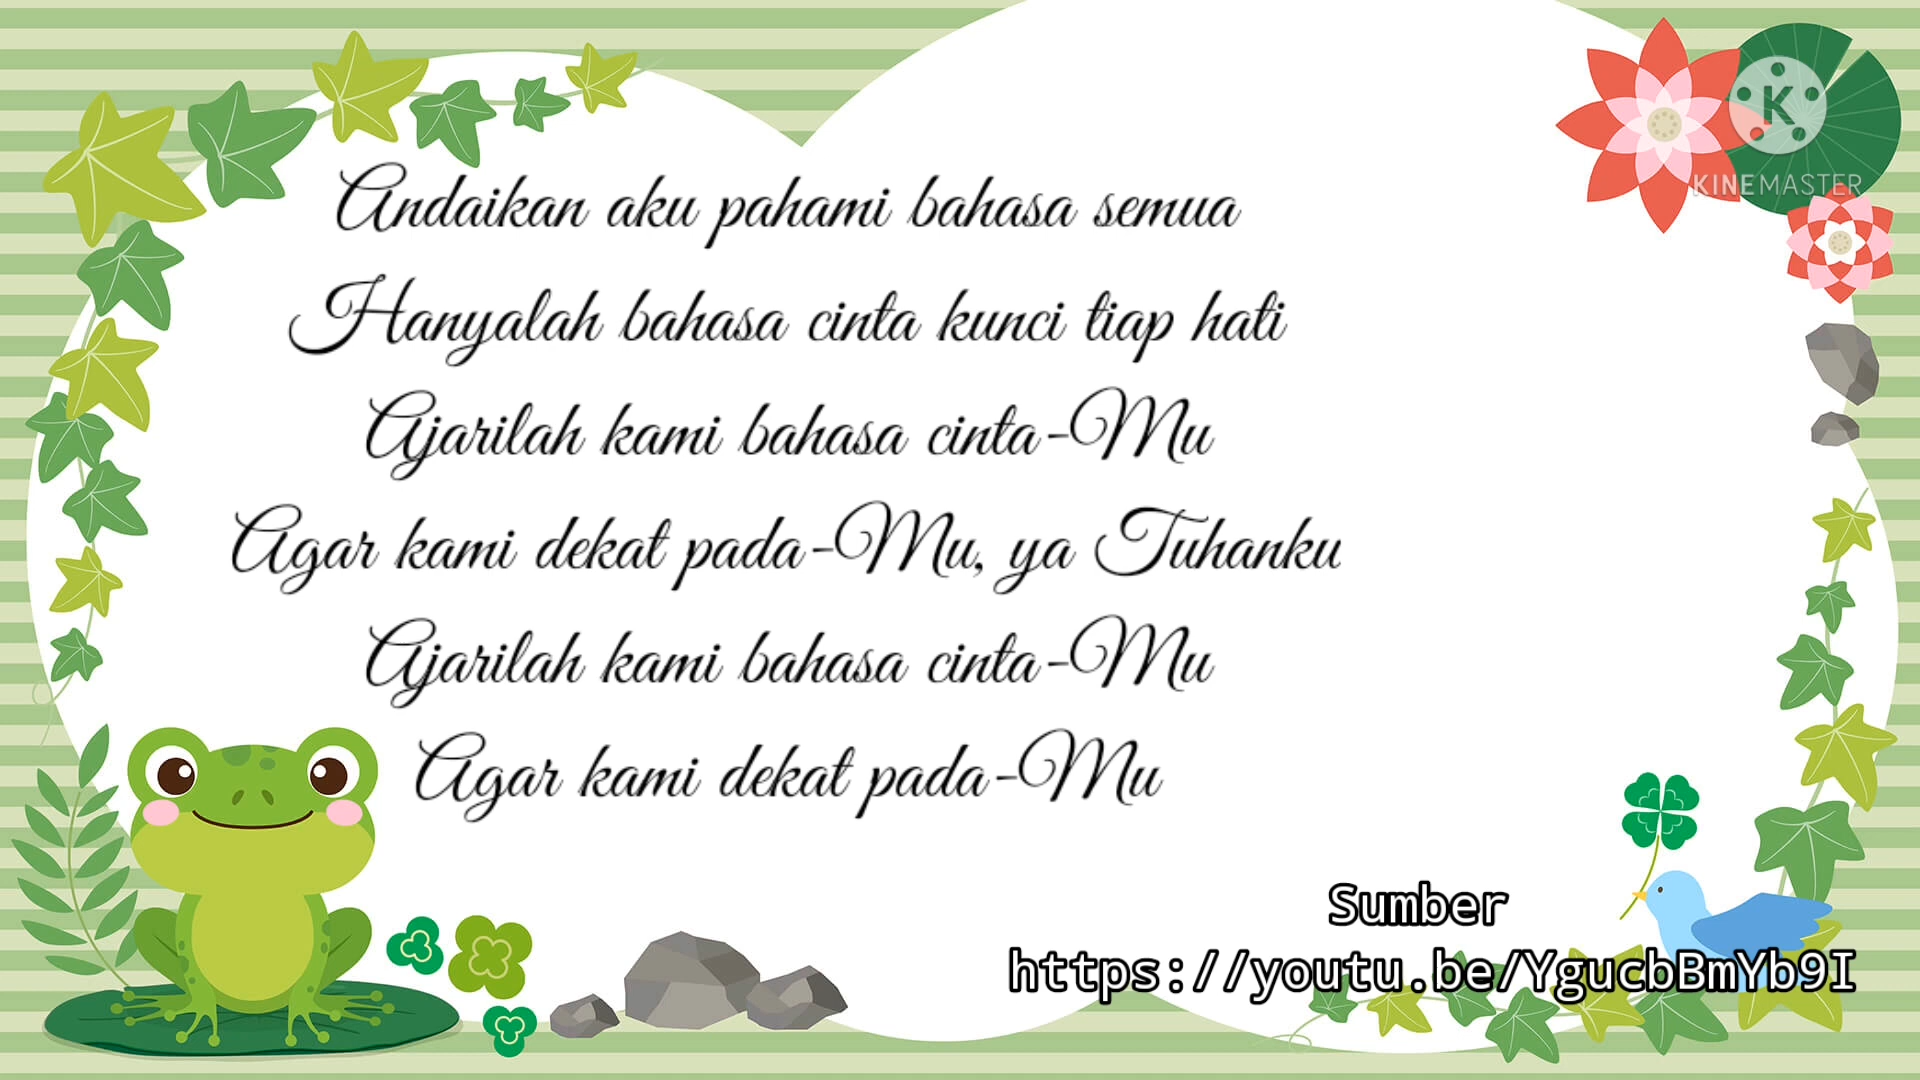 KINEMASTER
Andaikan aku pahami bahasa semua
Hanyalah bahasa cinta kunci tiap hati
Ajarilah kami bahasa cinta-Mu
Agar kami dekat pada-Mu, ya Tuhanku
Ajarilah kami bahasa cinta-Mu
Agar kami dekat pada-Mu
Sumber
https://youtu.be/YgucbBmYb9I